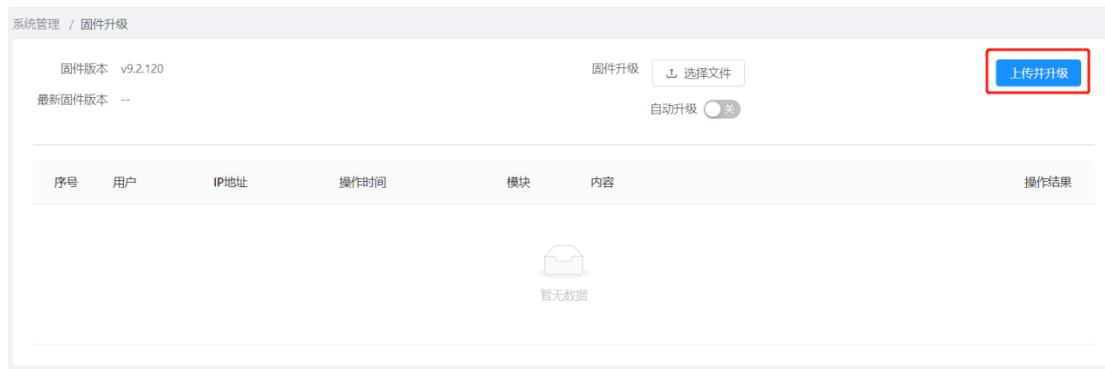 系统管理 / 固件升级
固件版本 v9.2.120
固件升级 选择文件
上传并升级
最新固件版本 --
自动升级 关
序号 用户 IP地址 操作时间 模块 内容 操作结果
暂无数据